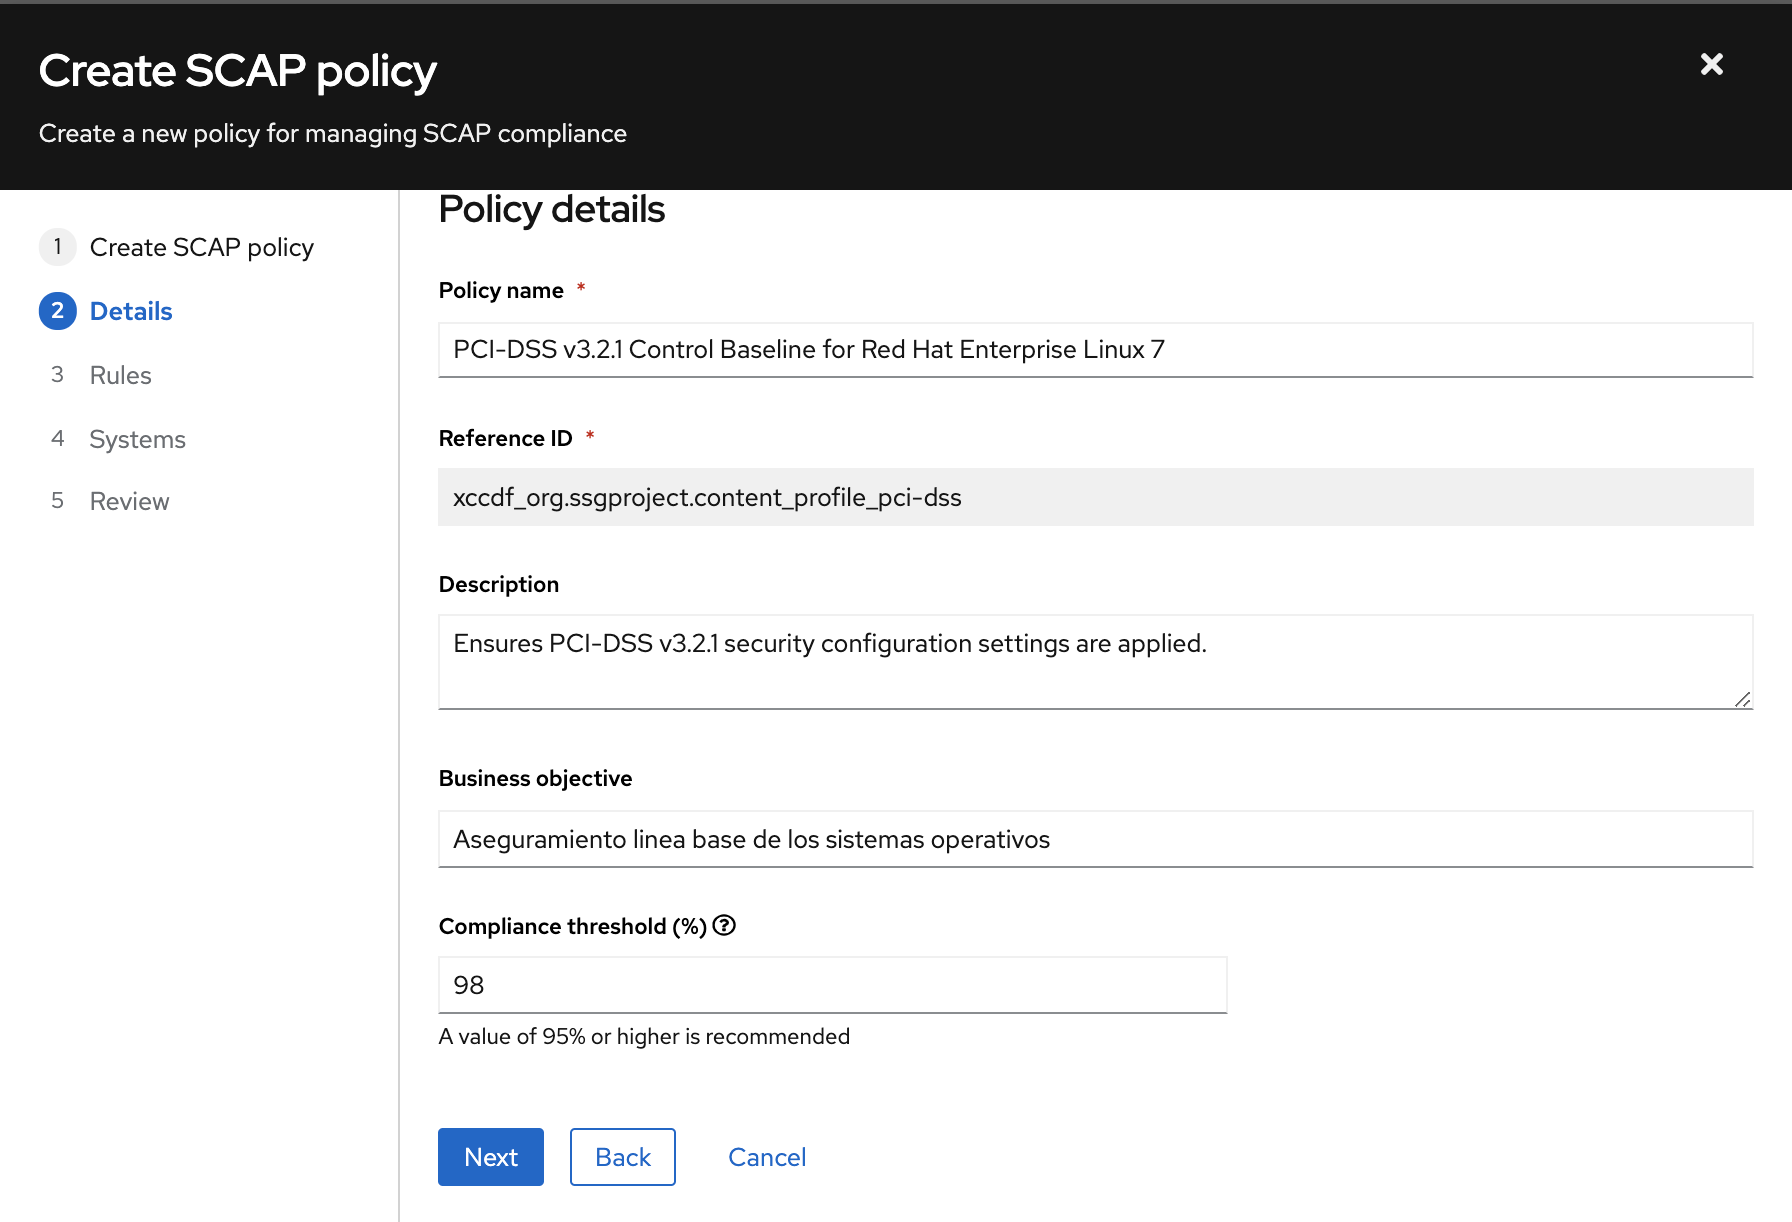 Create SCAP policy
Create a new policy for managing SCAP compliance
1 Create SCAP policy
2 Details
3 Rules
4 Systems
5 Review
Policy details
Policy name *
PCI-DSS v3.2.1 Control Baseline for Red Hat Enterprise Linux 7
Reference ID *
xccdf_org.ssgproject.content_profile_pci-dss
Description
Ensures PCI-DSS v3.2.1 security configuration settings are applied.
Business objective
Aseguramiento linea base de los sistemas operativos
Compliance threshold (%)
98
A value of 95% or higher is recommended
Next Back Cancel